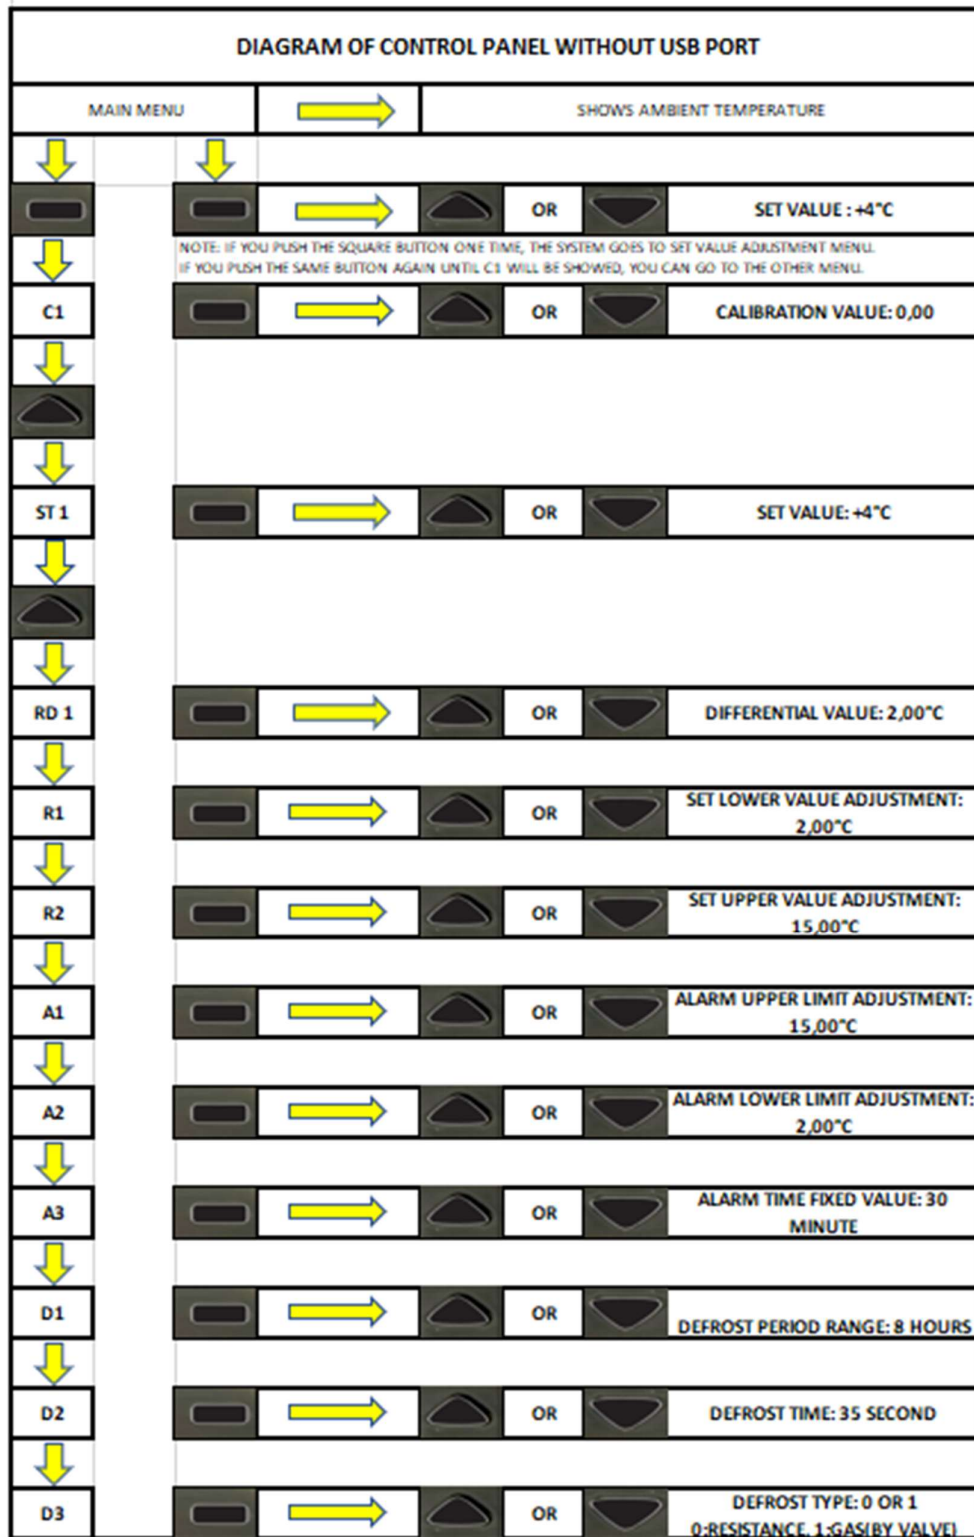 DIAGRAM OF CONTROL PANEL WITHOUT USB PORT
MAIN MENU SHOWS AMBIENT TEMPERATURE
OR SET VALUE : +4°C
NOTE: IF YOU PUSH THE SQUARE BUTTON ONE TIME, THE SYSTEM GOES TO SET VALUE ADJUSTMENT MENU.
IF YOU PUSH THE SAME BUTTON AGAIN UNTIL C1 WILL BE SHOWED, YOU CAN GO TO THE OTHER MENU.
C1 OR CALIBRATION VALUE: 0,00
ST 1 OR SET VALUE: +4°C
RD 1 OR DIFFERENTIAL VALUE: 2,00°C
R1 OR SET LOWER VALUE ADJUSTMENT:
2,00°C
R2 OR SET UPPER VALUE ADJUSTMENT:
15,00°C
A1 OR ALARM UPPER LIMIT ADJUSTMENT:
15,00°C
A2 OR ALARM LOWER LIMIT ADJUSTMENT:
2,00°C
A3 OR ALARM TIME FIXED VALUE: 30
MINUTE
D1 OR DEFROST PERIOD RANGE: 8 HOURS
D2 OR DEFROST TIME: 35 SECOND
D3 OR DEFROST TYPE: 0 OR 1
0:RESISTANCE, 1:GAS(BY VALVE)